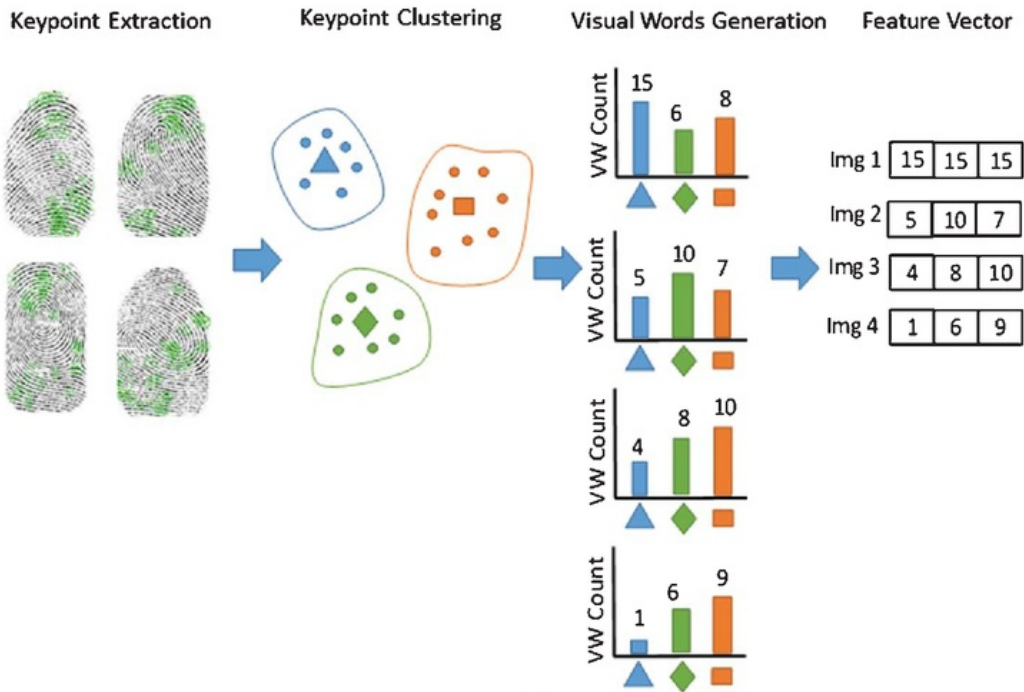 Keypoint Extraction
Keypoint Clustering
Visual Words Generation
Feature Vector
VW Count
15
6
8
VW Count
5
10
7
VW Count
4
8
10
VW Count
1
6
9
Img 1 15 15 15
Img 2 5 10 7
Img 3 4 8 10
Img 4 1 6 9